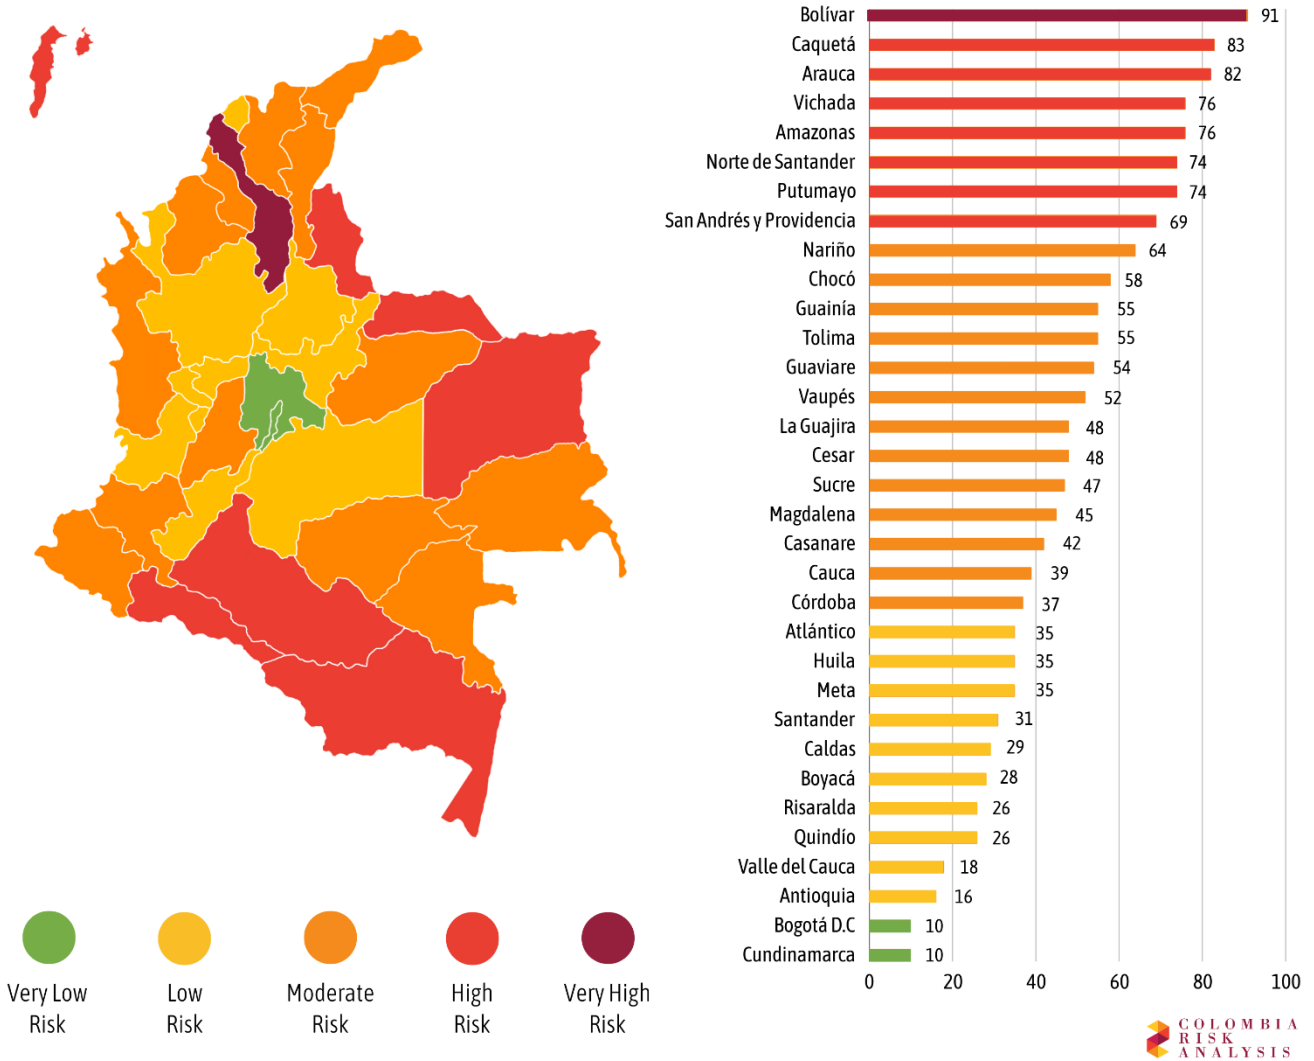 Bolívar 91
Caquetá 83
Arauca 82
Vichada 76
Amazonas 76
Norte de Santander 74
Putumayo 74
San Andrés y Providencia 69
Nariño 64
Chocó 58
Guainía 55
Tolima 55
Guaviare 54
Vaupés 52
La Guajira 48
Cesar 48
Sucre 47
Magdalena 45
Casanare 42
Cauca 39
Córdoba 37
Atlántico 35
Huila 35
Meta 35
Santander 31
Caldas 29
Boyacá 28
Risaralda 26
Quindío 26
Valle del Cauca 18
Antioquia 16
Bogotá D.C 10
Cundinamarca 10
0 20 40 60 80 100
Very Low
Risk
Low
Risk
Moderate
Risk
High
Risk
Very High
Risk
COLOMBIA
RISK
ANALYSIS